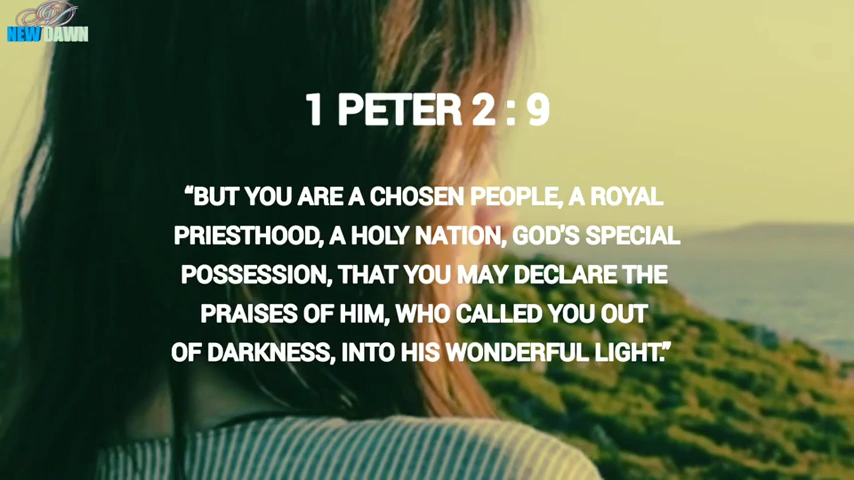 NEW DAWN
1 PETER 2 : 9
“BUT YOU ARE A CHOSEN PEOPLE, A ROYAL
PRIESTHOOD, A HOLY NATION, GOD'S SPECIAL
POSSESSION, THAT YOU MAY DECLARE THE
PRAISES OF HIM, WHO CALLED YOU OUT
OF DARKNESS, INTO HIS WONDERFUL LIGHT.”